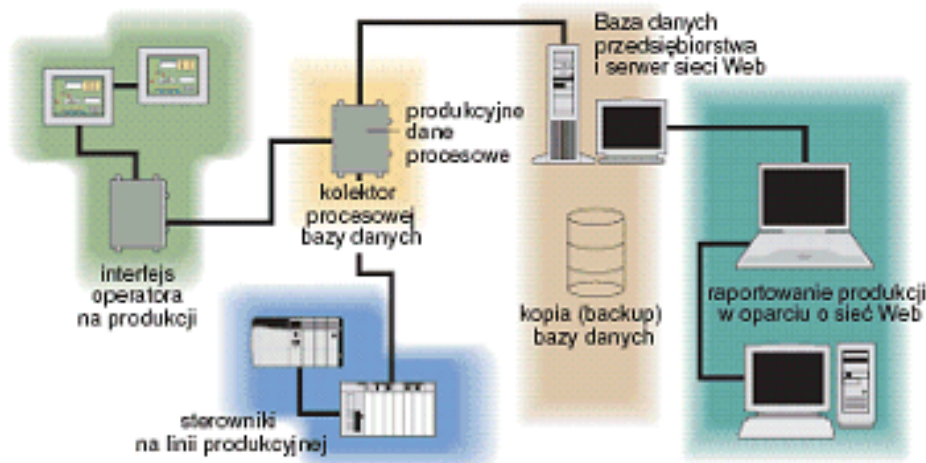 Baza danych
przedsiębiorstwa
i serwer sieci Web
produkcyjne
dane
procesowe
kolektor
procesowej
bazy danych
interfejs
operatora
na produkcji
kopia (backup)
bazy danych
raportowanie produkcji
w oparciu o sieć Web
sterowniki
na linii produkcyjnej